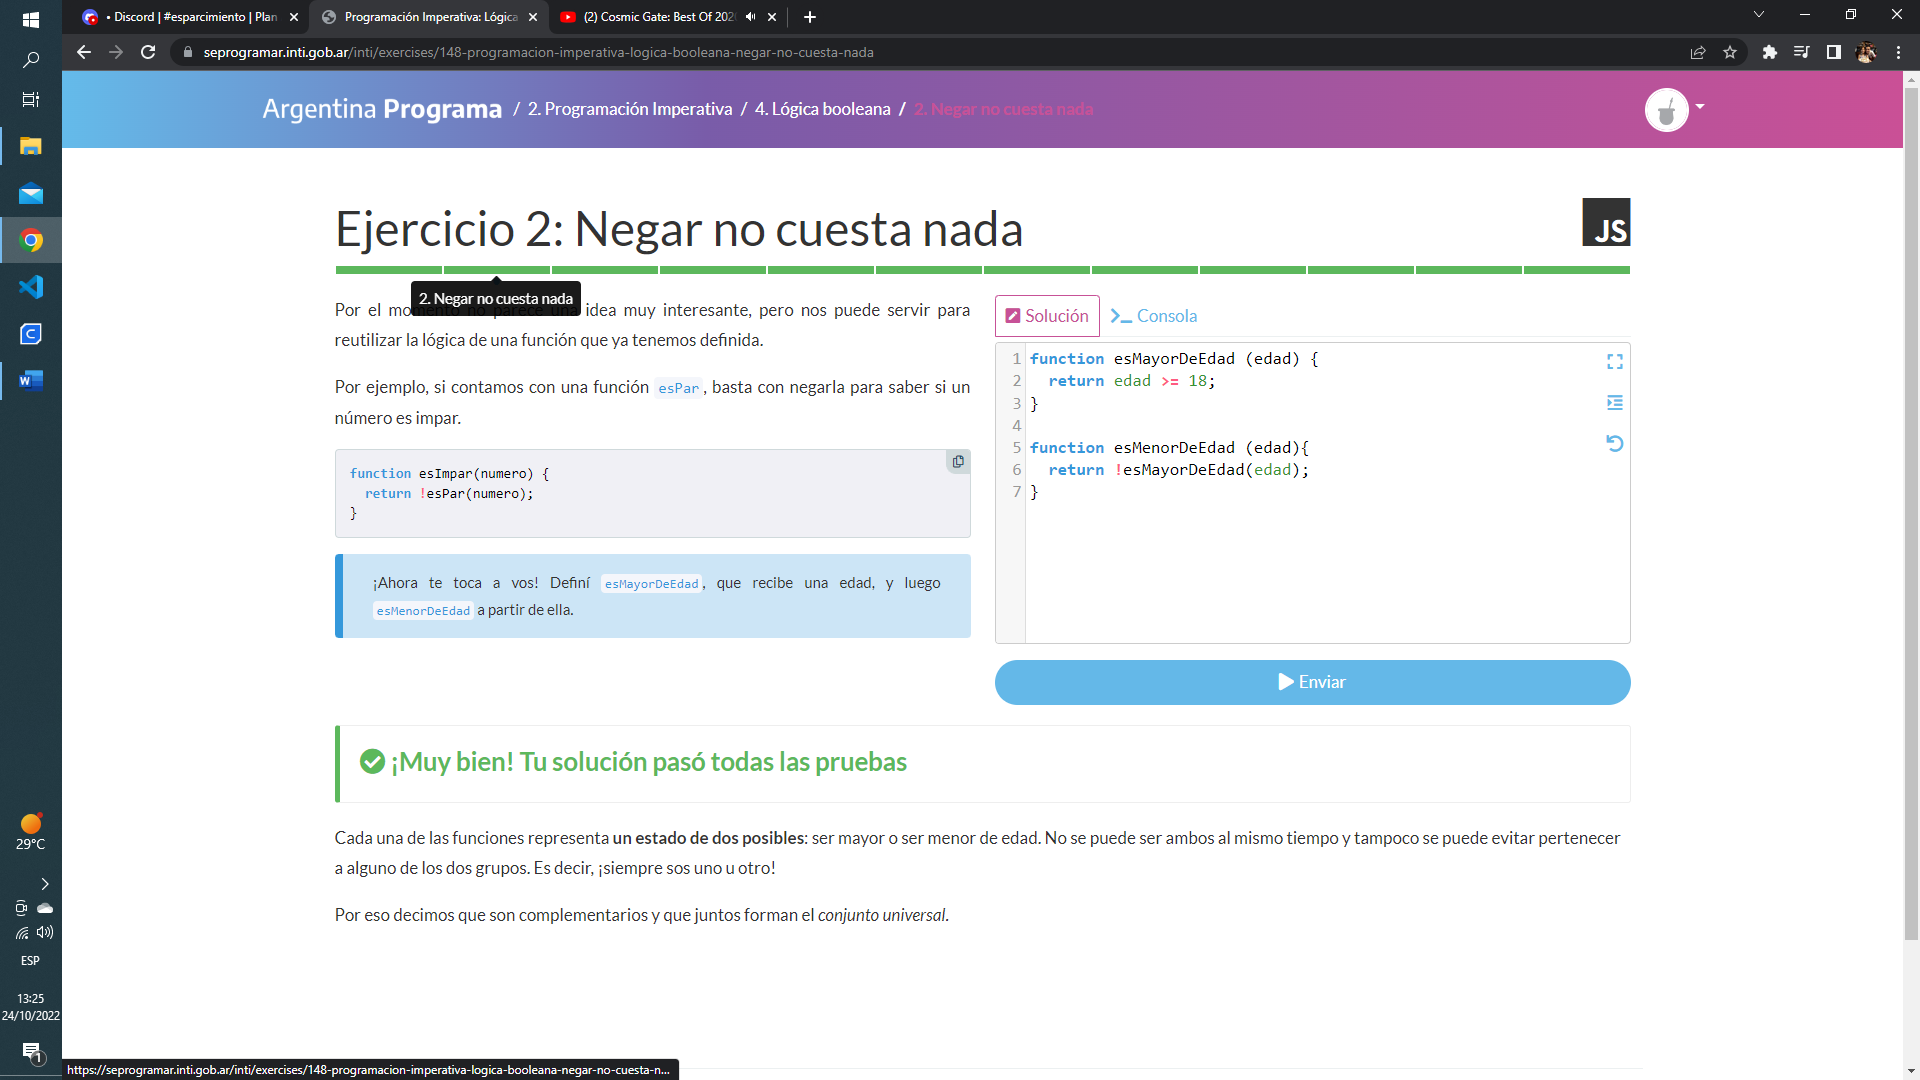 • Discord | #esparcimiento | Plan
Programación Imperativa: Lógica
(2) Cosmic Gate: Best Of 202
seprogramar.inti.gob.ar/inti/exercises/148-programacion-imperativa-logica-booleana-negar-no-cuesta-nada
Argentina Programa / 2. Programación Imperativa / 4. Lógica booleana / 2. Negar no cuesta nada
Ejercicio 2: Negar no cuesta nada
JS
2. Negar no cuesta nada
Por el momento no parece una idea muy interesante, pero nos puede servir para
reutilizar la lógica de una función que ya tenemos definida.
Por ejemplo, si contamos con una función esPar, basta con negarla para saber si un
número es impar.
function esImpar(numero) {
return !esPar(numero);
}
¡Ahora te toca a vos! Definí esMayorDeEdad, que recibe una edad, y luego
esMenorDeEdad a partir de ella.
Solución
Consola
1 function esMayorDeEdad (edad) {
2 return edad >= 18;
3 }
4
5 function esMenorDeEdad (edad){
6 return !esMayorDeEdad(edad);
7 }
Enviar
¡Muy bien! Tu solución pasó todas las pruebas
Cada una de las funciones representa un estado de dos posibles: ser mayor o ser menor de edad. No se puede ser ambos al mismo tiempo y tampoco se puede evitar pertenecer
a alguno de los dos grupos. Es decir, ¡siempre sos uno u otro!
Por eso decimos que son complementarios y que juntos forman el conjunto universal.
29°C
ESP
13:25
24/10/2022
1
https://seprogramar.inti.gob.ar/inti/exercises/148-programacion-imperativa-logica-booleana-negar-no-cuesta-n...